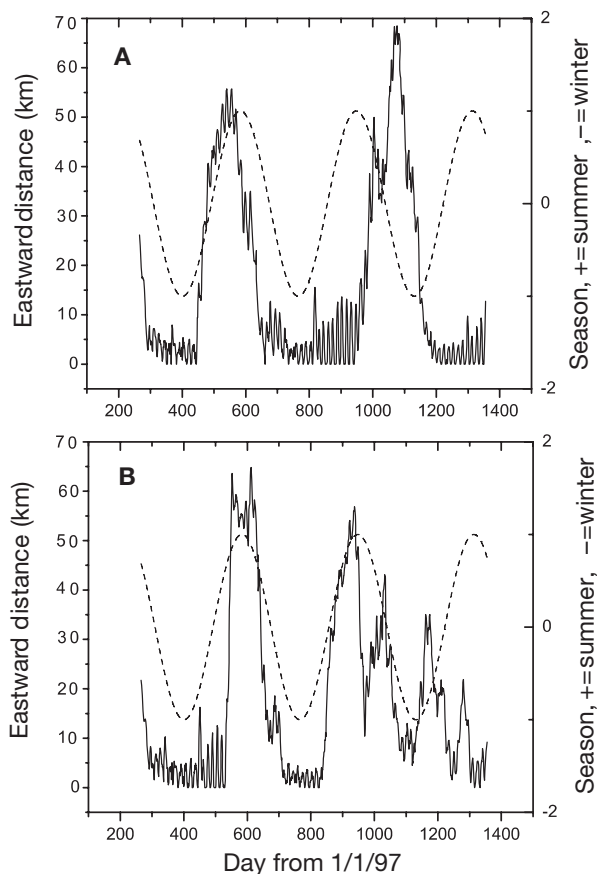 A
Eastward distance (km)
70
60
50
40
30
20
10
0
200 400 600 800 1000 1200 1400
2
0
-2
Season, +=summer ,−=winter
B
Eastward distance (km)
70
60
50
40
30
20
10
0
200 400 600 800 1000 1200 1400
2
0
-2
Season, +=summer, −=winter
Day from 1/1/97